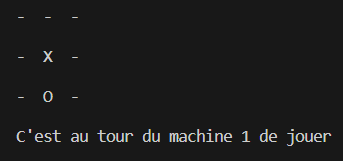 - - -
- X -
- O -
C'est au tour du machine 1 de jouer